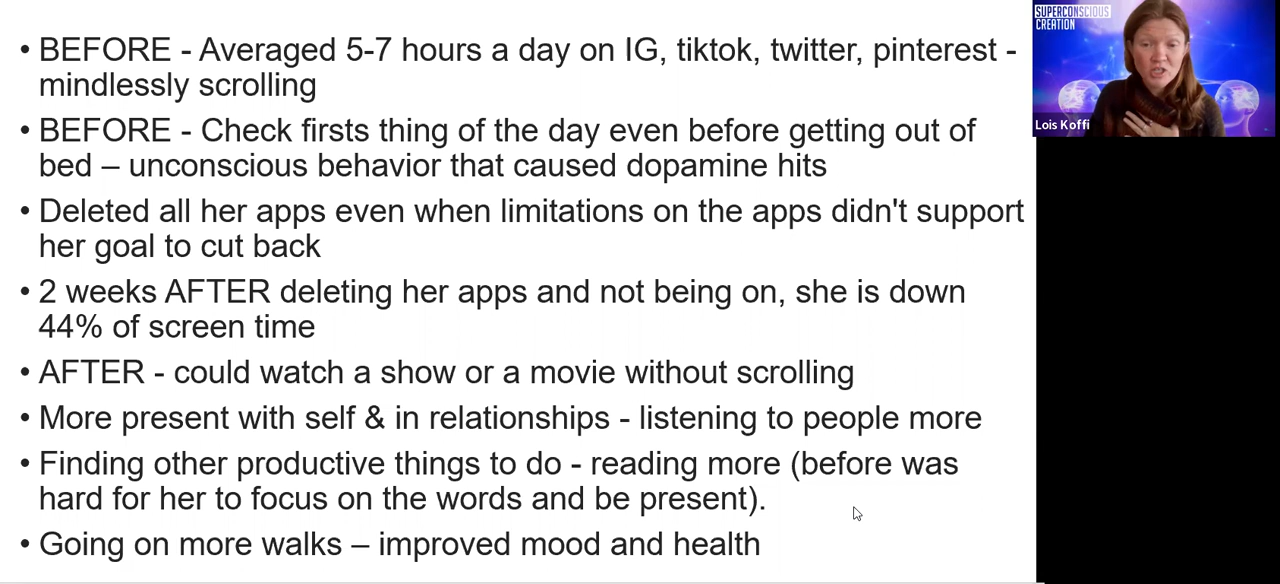 • BEFORE - Averaged 5-7 hours a day on IG, tiktok, twitter, pinterest -
mindlessly scrolling
• BEFORE - Check firsts thing of the day even before getting out of
bed – unconscious behavior that caused dopamine hits
• Deleted all her apps even when limitations on the apps didn't support
her goal to cut back
• 2 weeks AFTER deleting her apps and not being on, she is down
44% of screen time
• AFTER - could watch a show or a movie without scrolling
• More present with self & in relationships - listening to people more
• Finding other productive things to do - reading more (before was
hard for her to focus on the words and be present).
• Going on more walks – improved mood and health
SUPERCONSCIOUS
CREATION
Lois Koffi